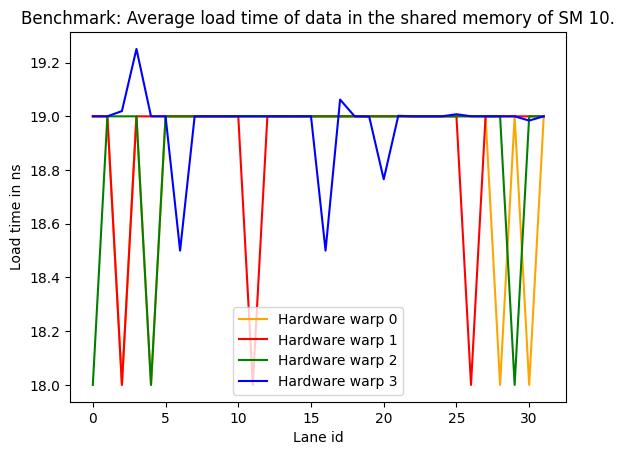 Benchmark: Average load time of data in the shared memory of SM 10.
19.2
19.0
18.8
18.6
18.4
18.2
18.0
Load time in ns
Hardware warp 0
Hardware warp 1
Hardware warp 2
Hardware warp 3
0 5 10 15 20 25 30
Lane id